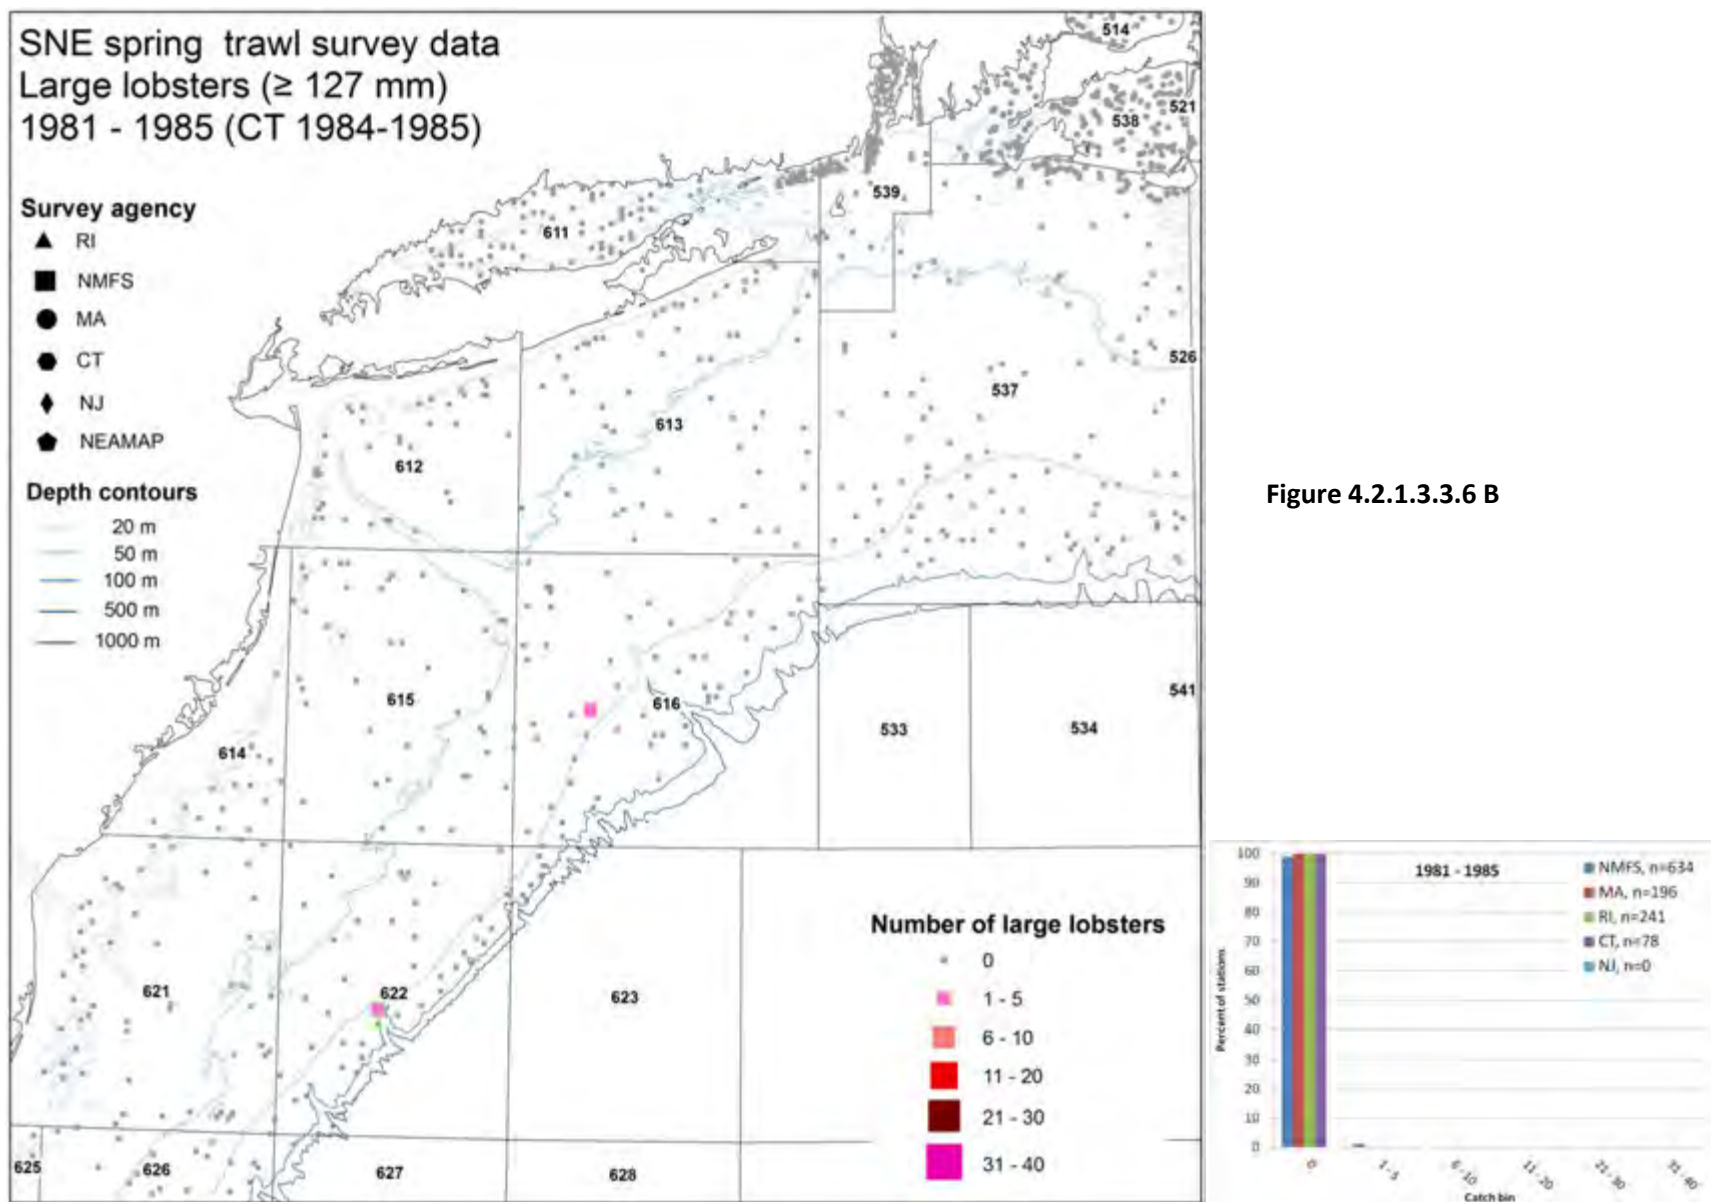 SNE spring trawl survey data
Large lobsters (≥ 127 mm)
1981 - 1985 (CT 1984-1985)
Survey agency
RI
NMFS
MA
CT
NJ
NEAMAP
Depth contours
20 m
50 m
100 m
500 m
1000 m
514
521
538
539
611
526
537
613
612
616
615
541
614
533
534
621
622
623
625
626
627
628
Number of large lobsters
0
1 - 5
6 - 10
11 - 20
21 - 30
31 - 40
Figure 4.2.1.3.3.6 B
1981 - 1985
NMFS, n=634
MA, n=196
RI, n=241
CT, n=78
NJ, n=0
Percent of stations
100
90
80
70
60
50
40
30
20
10
0
0
1 - 5
6 - 10
11 - 20
21 - 30
31 - 40
Catch bin